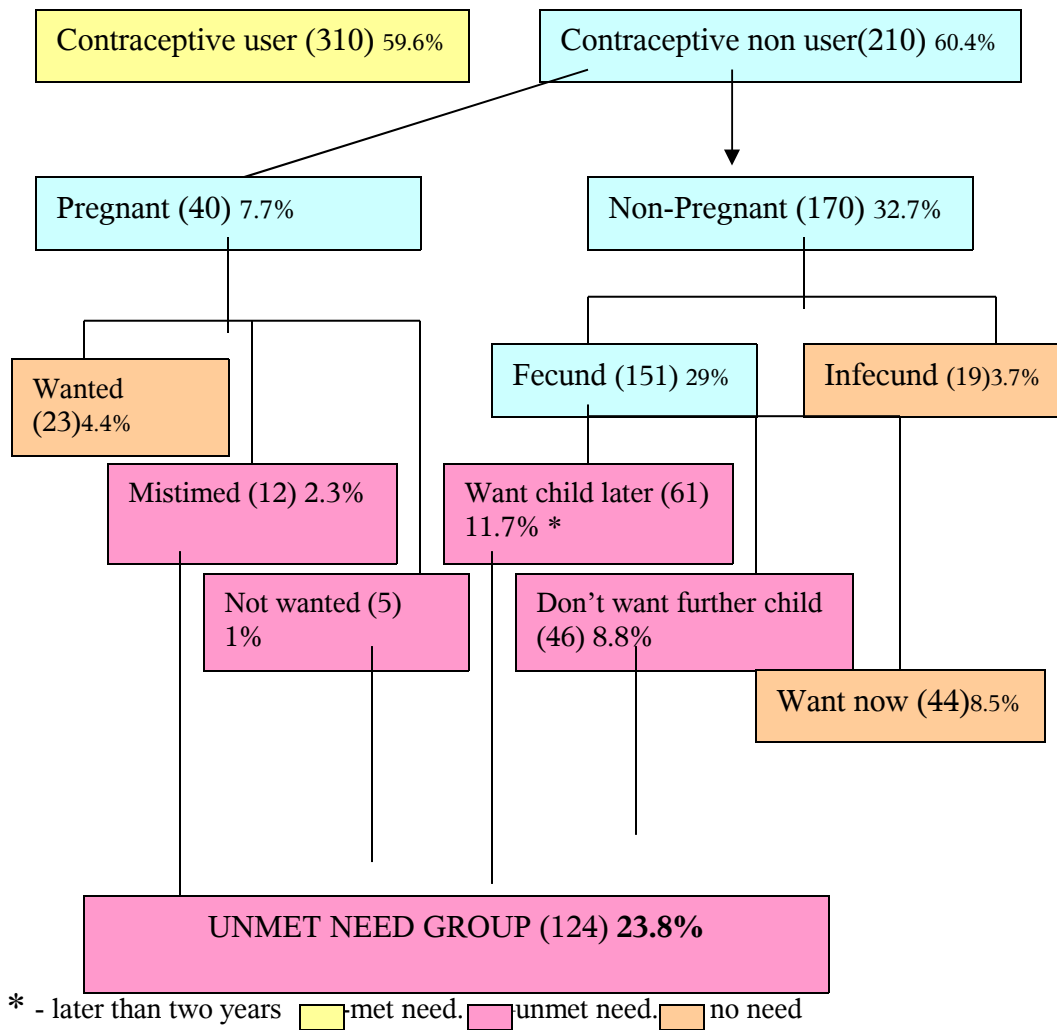 Contraceptive user (310) 59.6%
Contraceptive non user(210) 60.4%
Pregnant (40) 7.7%
Non-Pregnant (170) 32.7%
Wanted
(23)4.4%
Fecund (151) 29%
Infecund (19)3.7%
Mistimed (12) 2.3%
Want child later (61)
11.7% *
Not wanted (5)
1%
Don’t want further child
(46) 8.8%
Want now (44)8.5%
UNMET NEED GROUP (124) 23.8%
* - later than two years -met need. -unmet need. no need